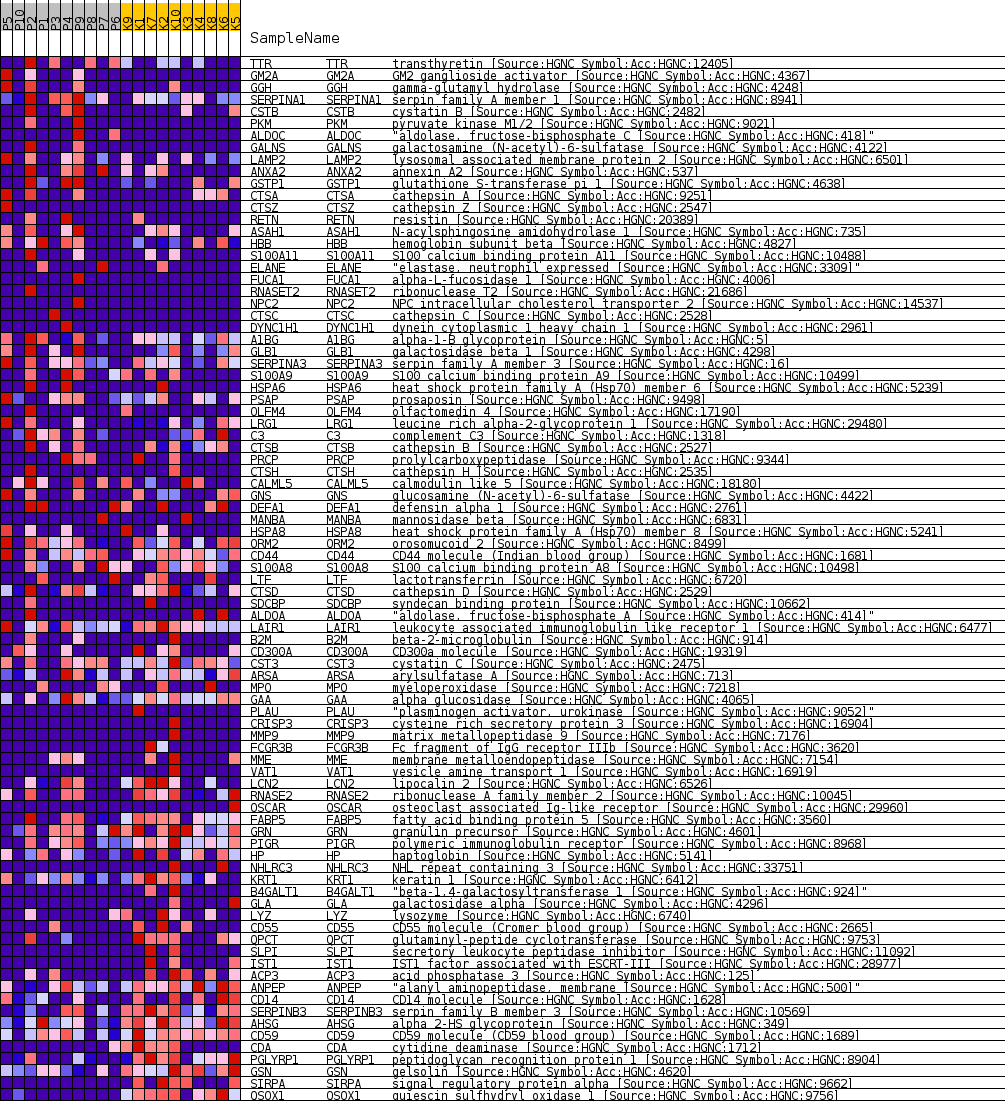 P5 P10 P2 P1 P3 P4 P9 P8 P7 P6 K9 K1 K7 K2 K10 K3 K4 K8 K6 K5
SampleName
TTR TTR transthyretin [Source:HGNC Symbol;Acc:HGNC:12405]
GM2A GM2A GM2 ganglioside activator [Source:HGNC Symbol;Acc:HGNC:4367]
GGH GGH gamma-glutamyl hydrolase [Source:HGNC Symbol;Acc:HGNC:4248]
SERPINA1 SERPINA1 serpin family A member 1 [Source:HGNC Symbol;Acc:HGNC:8941]
CSTB CSTB cystatin B [Source:HGNC Symbol;Acc:HGNC:2482]
PKM PKM pyruvate kinase M1/2 [Source:HGNC Symbol;Acc:HGNC:9021]
ALDOC ALDOC "aldolase, fructose-bisphosphate C [Source:HGNC Symbol;Acc:HGNC:418]"
GALNS GALNS galactosamine (N-acetyl)-6-sulfatase [Source:HGNC Symbol;Acc:HGNC:4122]
LAMP2 LAMP2 lysosomal associated membrane protein 2 [Source:HGNC Symbol;Acc:HGNC:6501]
ANXA2 ANXA2 annexin A2 [Source:HGNC Symbol;Acc:HGNC:537]
GSTP1 GSTP1 glutathione S-transferase pi 1 [Source:HGNC Symbol;Acc:HGNC:4638]
CTSA CTSA cathepsin A [Source:HGNC Symbol;Acc:HGNC:9251]
CTSZ CTSZ cathepsin Z [Source:HGNC Symbol;Acc:HGNC:2547]
RETN RETN resistin [Source:HGNC Symbol;Acc:HGNC:20389]
ASAH1 ASAH1 N-acylsphingosine amidohydrolase 1 [Source:HGNC Symbol;Acc:HGNC:735]
HBB HBB hemoglobin subunit beta [Source:HGNC Symbol;Acc:HGNC:4827]
S100A11 S100A11 S100 calcium binding protein A11 [Source:HGNC Symbol;Acc:HGNC:10488]
ELANE ELANE "elastase, neutrophil expressed [Source:HGNC Symbol;Acc:HGNC:3309]"
FUCA1 FUCA1 alpha-L-fucosidase 1 [Source:HGNC Symbol;Acc:HGNC:4006]
RNASET2 RNASET2 ribonuclease T2 [Source:HGNC Symbol;Acc:HGNC:21686]
NPC2 NPC2 NPC intracellular cholesterol transporter 2 [Source:HGNC Symbol;Acc:HGNC:14537]
CTSC CTSC cathepsin C [Source:HGNC Symbol;Acc:HGNC:2528]
DYNC1H1 DYNC1H1 dynein cytoplasmic 1 heavy chain 1 [Source:HGNC Symbol;Acc:HGNC:2961]
A1BG A1BG alpha-1-B glycoprotein [Source:HGNC Symbol;Acc:HGNC:5]
GLB1 GLB1 galactosidase beta 1 [Source:HGNC Symbol;Acc:HGNC:4298]
SERPINA3 SERPINA3 serpin family A member 3 [Source:HGNC Symbol;Acc:HGNC:16]
S100A9 S100A9 S100 calcium binding protein A9 [Source:HGNC Symbol;Acc:HGNC:10499]
HSPA6 HSPA6 heat shock protein family A (Hsp70) member 6 [Source:HGNC Symbol;Acc:HGNC:5239]
PSAP PSAP prosaposin [Source:HGNC Symbol;Acc:HGNC:9498]
OLFM4 OLFM4 olfactomedin 4 [Source:HGNC Symbol;Acc:HGNC:17190]
LRG1 LRG1 leucine rich alpha-2-glycoprotein 1 [Source:HGNC Symbol;Acc:HGNC:29480]
C3 C3 complement C3 [Source:HGNC Symbol;Acc:HGNC:1318]
CTSB CTSB cathepsin B [Source:HGNC Symbol;Acc:HGNC:2527]
PRCP PRCP prolylcarboxypeptidase [Source:HGNC Symbol;Acc:HGNC:9344]
CTSH CTSH cathepsin H [Source:HGNC Symbol;Acc:HGNC:2535]
CALML5 CALML5 calmodulin like 5 [Source:HGNC Symbol;Acc:HGNC:18180]
GNS GNS glucosamine (N-acetyl)-6-sulfatase [Source:HGNC Symbol;Acc:HGNC:4422]
DEFA1 DEFA1 defensin alpha 1 [Source:HGNC Symbol;Acc:HGNC:2761]
MANBA MANBA mannosidase beta [Source:HGNC Symbol;Acc:HGNC:6831]
HSPA8 HSPA8 heat shock protein family A (Hsp70) member 8 [Source:HGNC Symbol;Acc:HGNC:5241]
ORM2 ORM2 orosomucoid 2 [Source:HGNC Symbol;Acc:HGNC:8499]
CD44 CD44 CD44 molecule (Indian blood group) [Source:HGNC Symbol;Acc:HGNC:1681]
S100A8 S100A8 S100 calcium binding protein A8 [Source:HGNC Symbol;Acc:HGNC:10498]
LTF LTF lactotransferrin [Source:HGNC Symbol;Acc:HGNC:6720]
CTSD CTSD cathepsin D [Source:HGNC Symbol;Acc:HGNC:2529]
SDCBP SDCBP syndecan binding protein [Source:HGNC Symbol;Acc:HGNC:10662]
ALDOA ALDOA "aldolase, fructose-bisphosphate A [Source:HGNC Symbol;Acc:HGNC:414]"
LAIR1 LAIR1 leukocyte associated immunoglobulin like receptor 1 [Source:HGNC Symbol;Acc:HGNC:6477]
B2M B2M beta-2-microglobulin [Source:HGNC Symbol;Acc:HGNC:914]
CD300A CD300A CD300a molecule [Source:HGNC Symbol;Acc:HGNC:19319]
CST3 CST3 cystatin C [Source:HGNC Symbol;Acc:HGNC:2475]
ARSA ARSA arylsulfatase A [Source:HGNC Symbol;Acc:HGNC:713]
MPO MPO myeloperoxidase [Source:HGNC Symbol;Acc:HGNC:7218]
GAA GAA alpha glucosidase [Source:HGNC Symbol;Acc:HGNC:4065]
PLAU PLAU "plasminogen activator, urokinase [Source:HGNC Symbol;Acc:HGNC:9052]"
CRISP3 CRISP3 cysteine rich secretory protein 3 [Source:HGNC Symbol;Acc:HGNC:16904]
MMP9 MMP9 matrix metallopeptidase 9 [Source:HGNC Symbol;Acc:HGNC:7176]
FCGR3B FCGR3B Fc fragment of IgG receptor IIIb [Source:HGNC Symbol;Acc:HGNC:3620]
MME MME membrane metalloendopeptidase [Source:HGNC Symbol;Acc:HGNC:7154]
VAT1 VAT1 vesicle amine transport 1 [Source:HGNC Symbol;Acc:HGNC:16919]
LCN2 LCN2 lipocalin 2 [Source:HGNC Symbol;Acc:HGNC:6526]
RNASE2 RNASE2 ribonuclease A family member 2 [Source:HGNC Symbol;Acc:HGNC:10045]
OSCAR OSCAR osteoclast associated Ig-like receptor [Source:HGNC Symbol;Acc:HGNC:29960]
FABP5 FABP5 fatty acid binding protein 5 [Source:HGNC Symbol;Acc:HGNC:3560]
GRN GRN granulin precursor [Source:HGNC Symbol;Acc:HGNC:4601]
PIGR PIGR polymeric immunoglobulin receptor [Source:HGNC Symbol;Acc:HGNC:8968]
HP HP haptoglobin [Source:HGNC Symbol;Acc:HGNC:5141]
NHLRC3 NHLRC3 NHL repeat containing 3 [Source:HGNC Symbol;Acc:HGNC:33751]
KRT1 KRT1 keratin 1 [Source:HGNC Symbol;Acc:HGNC:6412]
B4GALT1 B4GALT1 "beta-1,4-galactosyltransferase 1 [Source:HGNC Symbol;Acc:HGNC:924]"
GLA GLA galactosidase alpha [Source:HGNC Symbol;Acc:HGNC:4296]
LYZ LYZ lysozyme [Source:HGNC Symbol;Acc:HGNC:6740]
CD55 CD55 CD55 molecule (Cromer blood group) [Source:HGNC Symbol;Acc:HGNC:2665]
QPCT QPCT glutaminyl-peptide cyclotransferase [Source:HGNC Symbol;Acc:HGNC:9753]
SLPI SLPI secretory leukocyte peptidase inhibitor [Source:HGNC Symbol;Acc:HGNC:11092]
IST1 IST1 IST1 factor associated with ESCRT-III [Source:HGNC Symbol;Acc:HGNC:28977]
ACP3 ACP3 acid phosphatase 3 [Source:HGNC Symbol;Acc:HGNC:125]
ANPEP ANPEP "alanyl aminopeptidase, membrane [Source:HGNC Symbol;Acc:HGNC:500]"
CD14 CD14 CD14 molecule [Source:HGNC Symbol;Acc:HGNC:1628]
SERPINB3 SERPINB3 serpin family B member 3 [Source:HGNC Symbol;Acc:HGNC:10569]
AHSG AHSG alpha 2-HS glycoprotein [Source:HGNC Symbol;Acc:HGNC:349]
CD59 CD59 CD59 molecule (CD59 blood group) [Source:HGNC Symbol;Acc:HGNC:1689]
CDA CDA cytidine deaminase [Source:HGNC Symbol;Acc:HGNC:1712]
PGLYRP1 PGLYRP1 peptidoglycan recognition protein 1 [Source:HGNC Symbol;Acc:HGNC:8904]
GSN GSN gelsolin [Source:HGNC Symbol;Acc:HGNC:4620]
SIRPA SIRPA signal regulatory protein alpha [Source:HGNC Symbol;Acc:HGNC:9662]
QSOX1 QSOX1 quiescin sulfhydryl oxidase 1 [Source:HGNC Symbol;Acc:HGNC:9756]